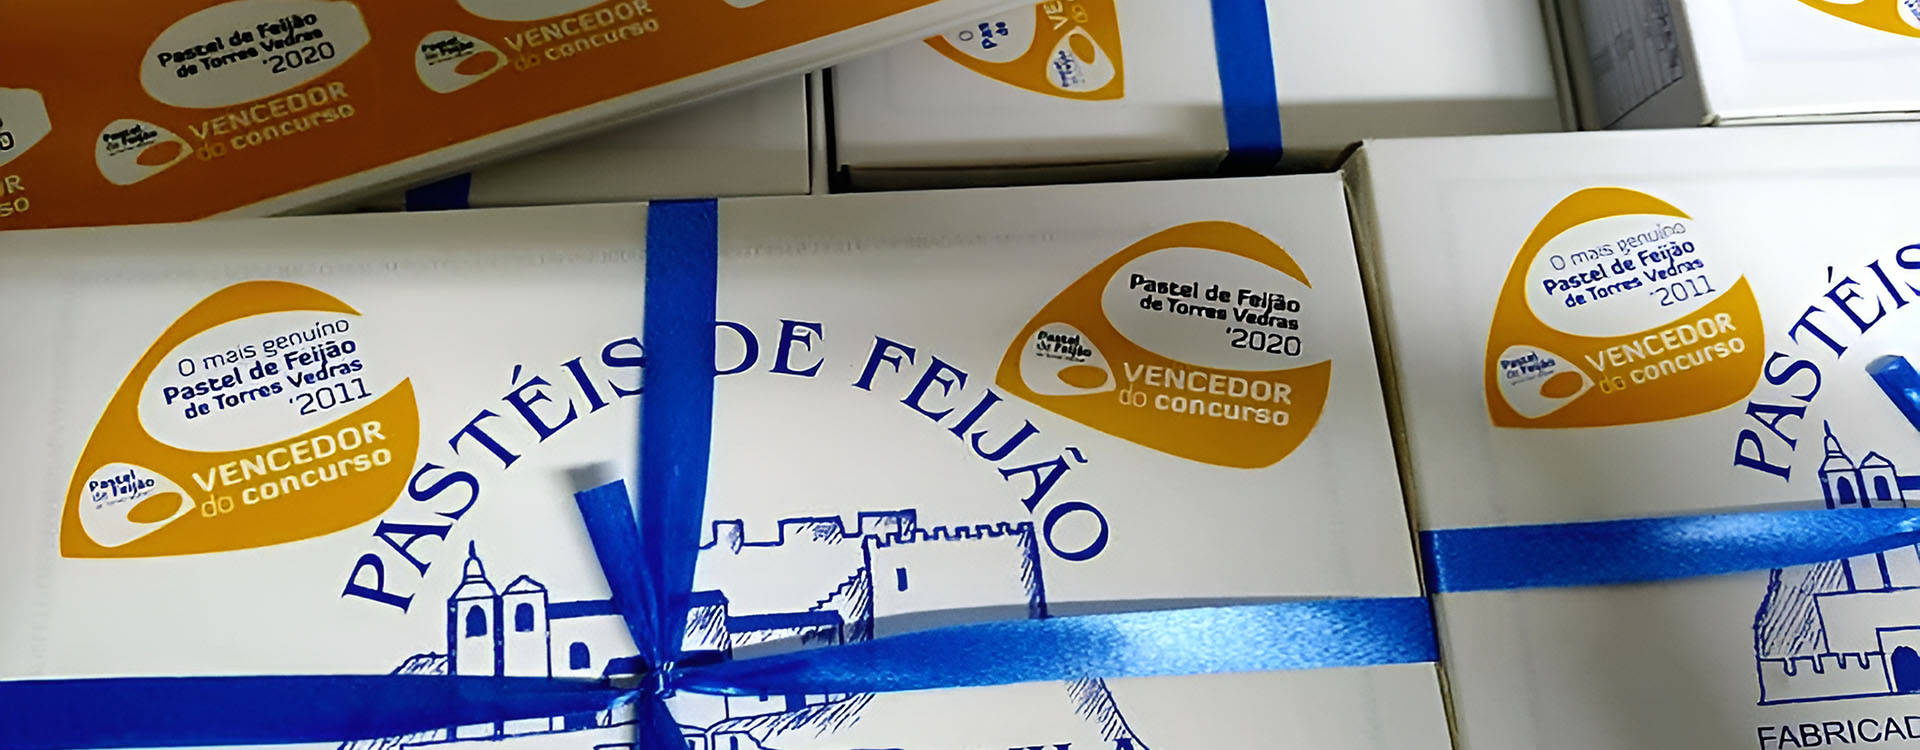 Pastel de Feijão
de Torres Vedras
'2020
VENCEDOR
do concurso
VENCEDOR
do concurso
O mais genuíno
Pastel de Feijão
de Torres Vedras
'2011
Pastel
de Feijão
VENCEDOR
do concurso
PASTÉIS DE FEIJÃO
Pastel de Feijão
de Torres Vedras
'2020
Pastel
de Feijão
VENCEDOR
do concurso
O mais genuíno
Pastel de Feijão
de Torres Vedras
'2011
Pastel
de Feijão
VENCEDOR
do concurso
PASTÉIS
FABRICAD